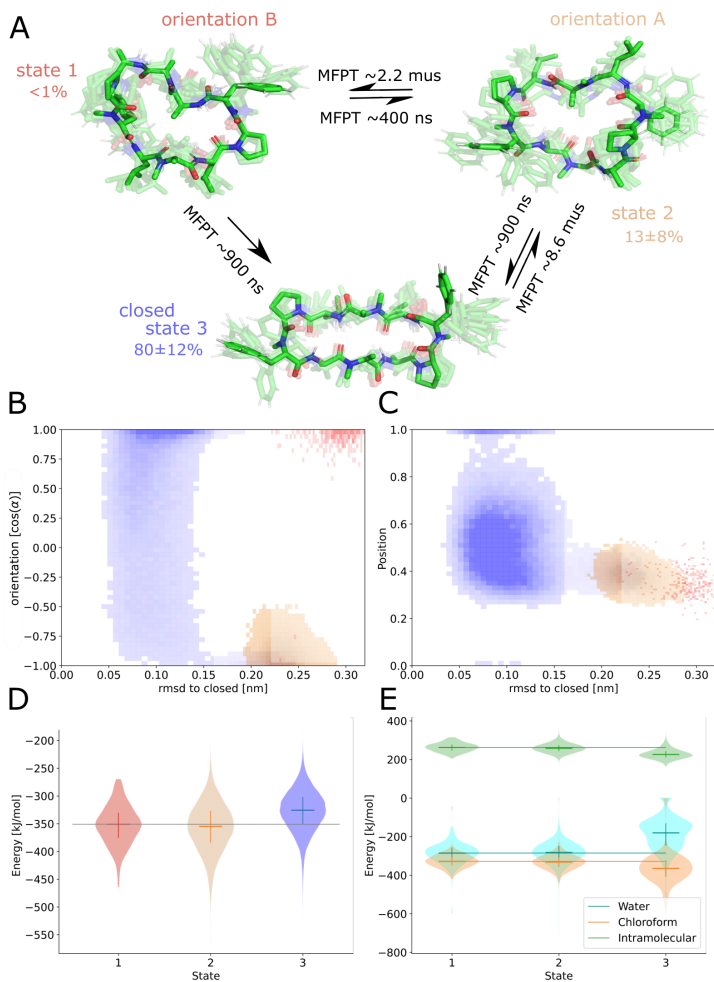 A
orientation B
orientation A
state 1
<1%
MFPT ~2.2 mus
MFPT ~400 ns
MFPT ~900 ns
MFPT ~900 ns
MFPT ~8.6 mus
state 2
13±8%
closed
state 3
80±12%
B
C
1.00
0.75
0.50
0.25
0.00
−0.25
−0.50
−0.75
−1.00
orientation [cos(α)]
0.00 0.05 0.10 0.15 0.20 0.25 0.30
rmsd to closed [nm]
1.0
0.8
0.6
0.4
0.2
0.0
Position
0.00 0.05 0.10 0.15 0.20 0.25 0.30
rmsd to closed [nm]
D
E
−200
−250
−300
−350
−400
−450
−500
−550
Energy [kJ/mol]
1 2 3
State
400
200
0
−200
−400
−600
−800
Energy [kJ/mol]
Water
Chloroform
Intramolecular
1 2 3
State